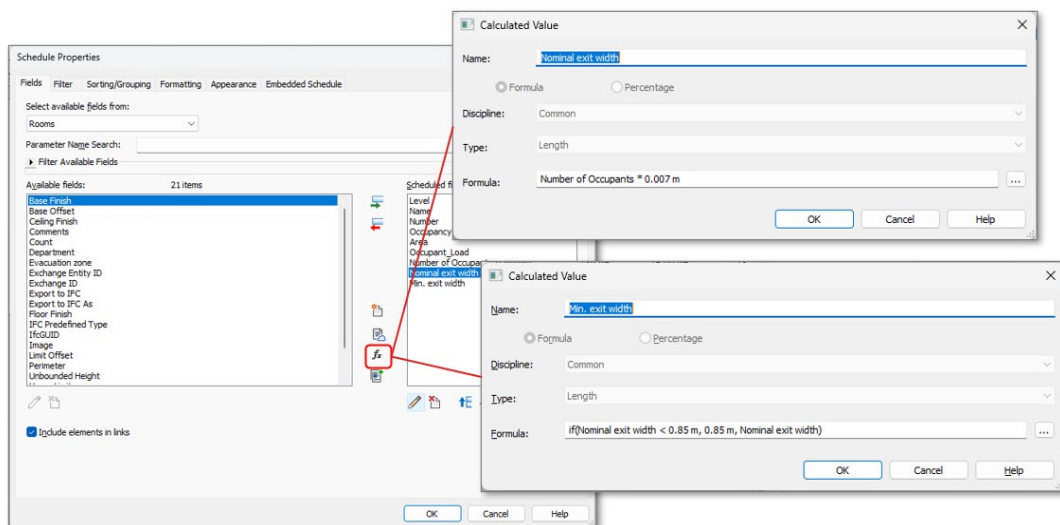 Schedule Properties
Fields Filter Sorting/Grouping Formatting Appearance Embedded Schedule
Select available fields from:
Rooms
Parameter Name Search:
Filter Available Fields
Available fields: 21 items
Base Finish
Base Offset
Ceiling Finish
Comments
Count
Department
Evacuation zone
Exchange Entity ID
Exchange ID
Export to IFC
Export to IFC As
Floor Finish
IFC Predefined Type
IfcGUID
Image
Limit Offset
Perimeter
Unbounded Height
fx
Scheduled
Level
Name
Number
Occupancy
Area
Occupant_Load
Number of
Nominal exit width
Min. exit width
Include elements in links
OK Cancel Help
Calculated Value
Name: Nominal exit width
Formula Percentage
Discipline: Common
Type: Length
Formula: Number of Occupants * 0.007 m ...
OK Cancel Help
Calculated Value
Name: Min. exit width
Formula Percentage
Discipline: Common
Type: Length
Formula: if(Nominal exit width < 0.85 m, 0.85 m, Nominal exit width) ...
OK Cancel Help